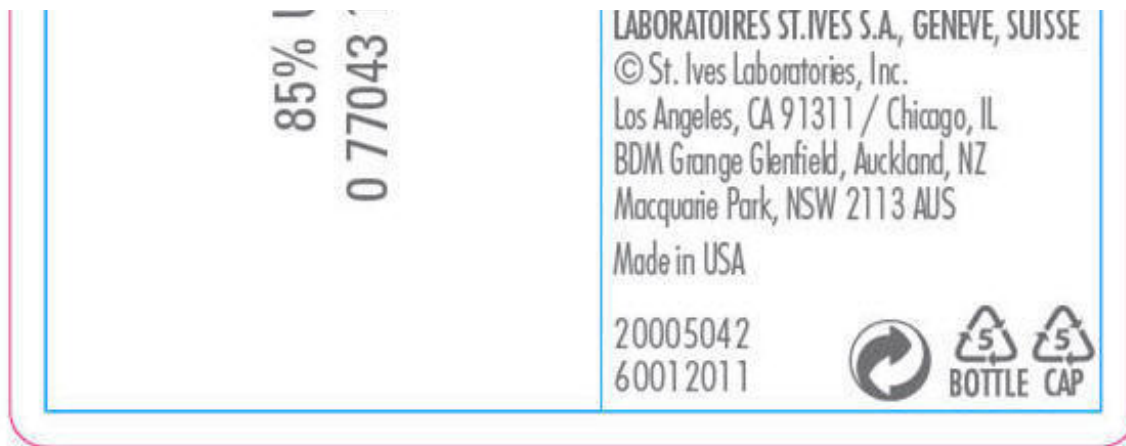 85%
0 77043
LABORATOIRES ST.IVES S.A., GENEVE, SUISSE
© St. Ives Laboratories, Inc.
Los Angeles, CA 91311 / Chicago, IL
BDM Grange Glenfield, Auckland, NZ
Macquarie Park, NSW 2113 AUS
Made in USA
20005042
60012011
5
BOTTLE
5
CAP